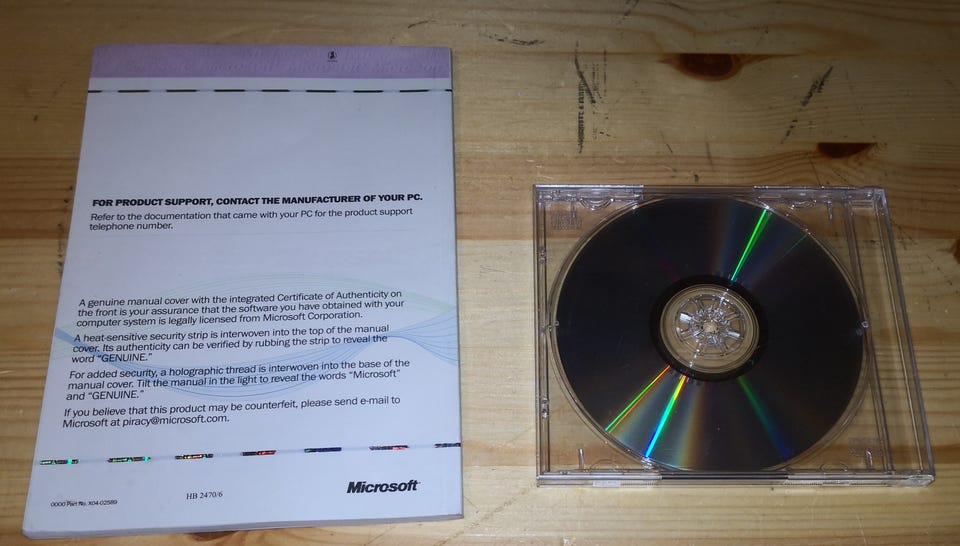 FOR PRODUCT SUPPORT, CONTACT THE MANUFACTURER OF YOUR PC.
Refer to the documentation that came with your PC for the product support
telephone number.
A genuine manual cover with the integrated Certificate of Authenticity on
the front is your assurance that the software you have obtained with your
computer system is legally licensed from Microsoft Corporation.
A heat-sensitive security strip is interwoven into the top of the manual
cover. Its authenticity can be verified by rubbing the strip to reveal the
word “GENUINE.”
For added security, a holographic thread is interwoven into the base of the
manual cover. Tilt the manual in the light to reveal the words “Microsoft”
and “GENUINE.”
If you believe that this product may be counterfeit, please send e-mail to
Microsoft at piracy@microsoft.com.
0000 Part No. X04-02589
HB 2470/6
Microsoft